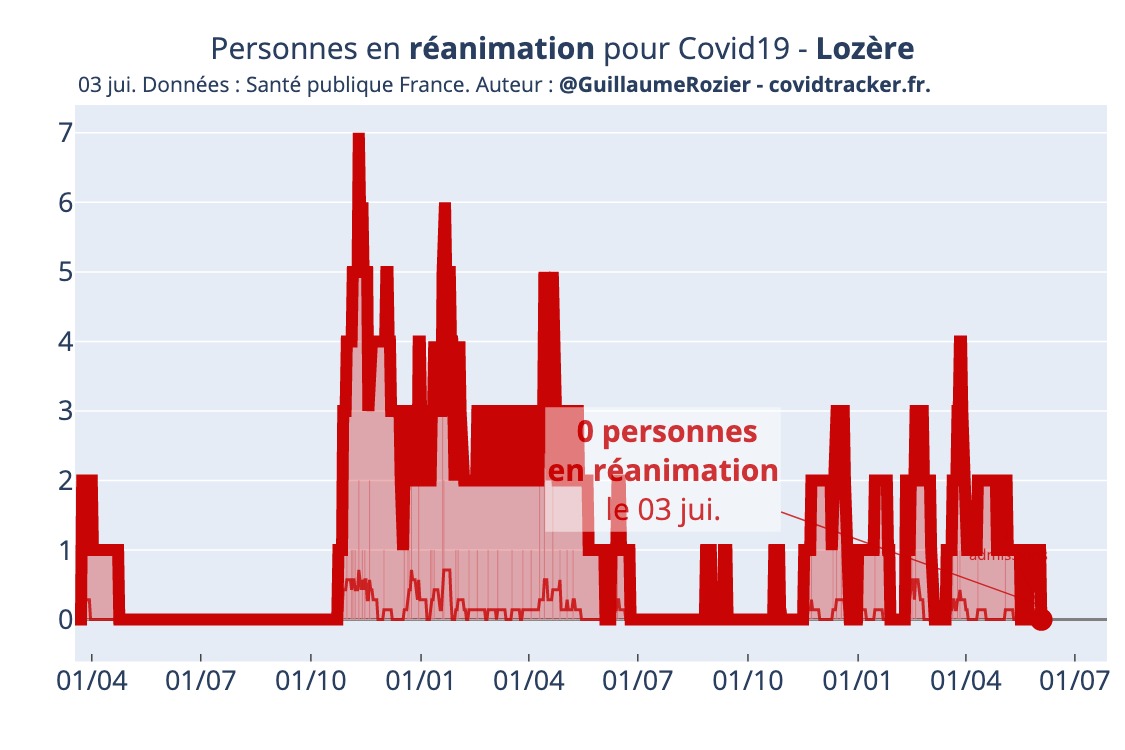 Personnes en réanimation pour Covid19 - Lozère
03 jui. Données : Santé publique France. Auteur : @GuillaumeRozier - covidtracker.fr.
7
6
5
4
3
2
1
0
0 personnes
en réanimation
le 03 jui.
01/04 01/07 01/10 01/01 01/04 01/07 01/10 01/01 01/04 01/07